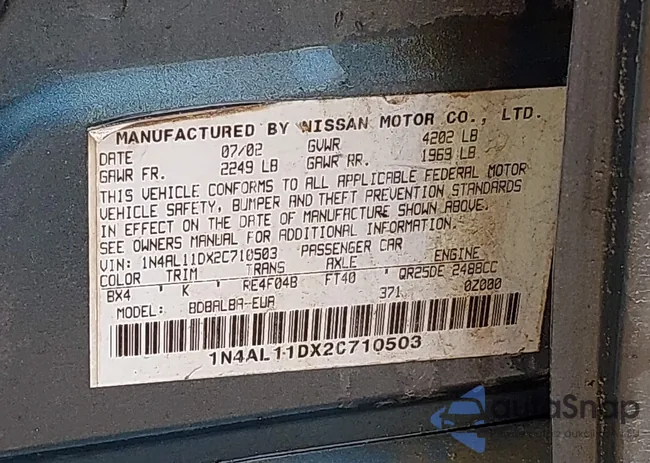 MANUFACTURED BY NISSAN MOTOR CO., LTD.
DATE 07/02 GVWR 4202 LB
GAWR FR. 2249 LB GAWR RR. 1969 LB
THIS VEHICLE CONFORMS TO ALL APPLICABLE FEDERAL MOTOR
VEHICLE SAFETY, BUMPER AND THEFT PREVENTION STANDARDS
IN EFFECT ON THE DATE OF MANUFACTURE SHOWN ABOVE.
SEE OWNERS MANUAL FOR ADDITIONAL INFORMATION.
VIN: 1N4AL11DX2C710503 PASSENGER CAR
COLOR TRIM TRANS AXLE ENGINE
BX4 ' K ' RE4F04B FT40 ' QR25DE 2488CC
MODEL: BDBALBA-EUA 371 0Z000
1N4AL11DX2C710503
autoSnap